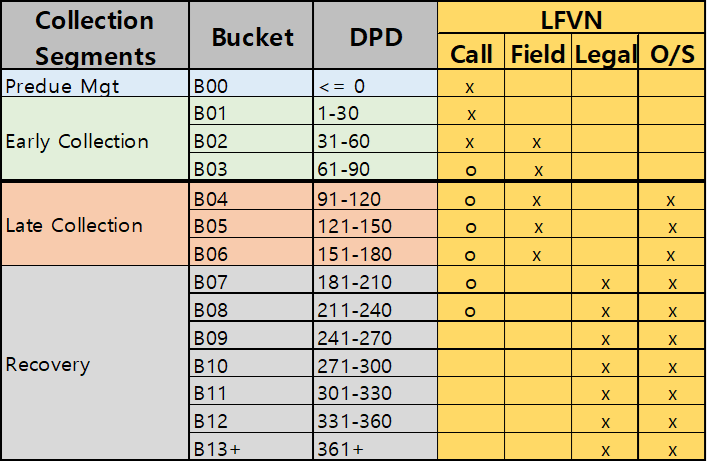 Collection Segments Bucket DPD LFVN
Call Field Legal O/S
Predue Mgt B00 <= 0 x
Early Collection B01 1-30 x
B02 31-60 x x
B03 61-90 o x
Late Collection B04 91-120 o x x
B05 121-150 o x x
B06 151-180 o x x
Recovery B07 181-210 o x x
B08 211-240 o x x
B09 241-270 x x
B10 271-300 x x
B11 301-330 x x
B12 331-360 x x
B13+ 361+ x x